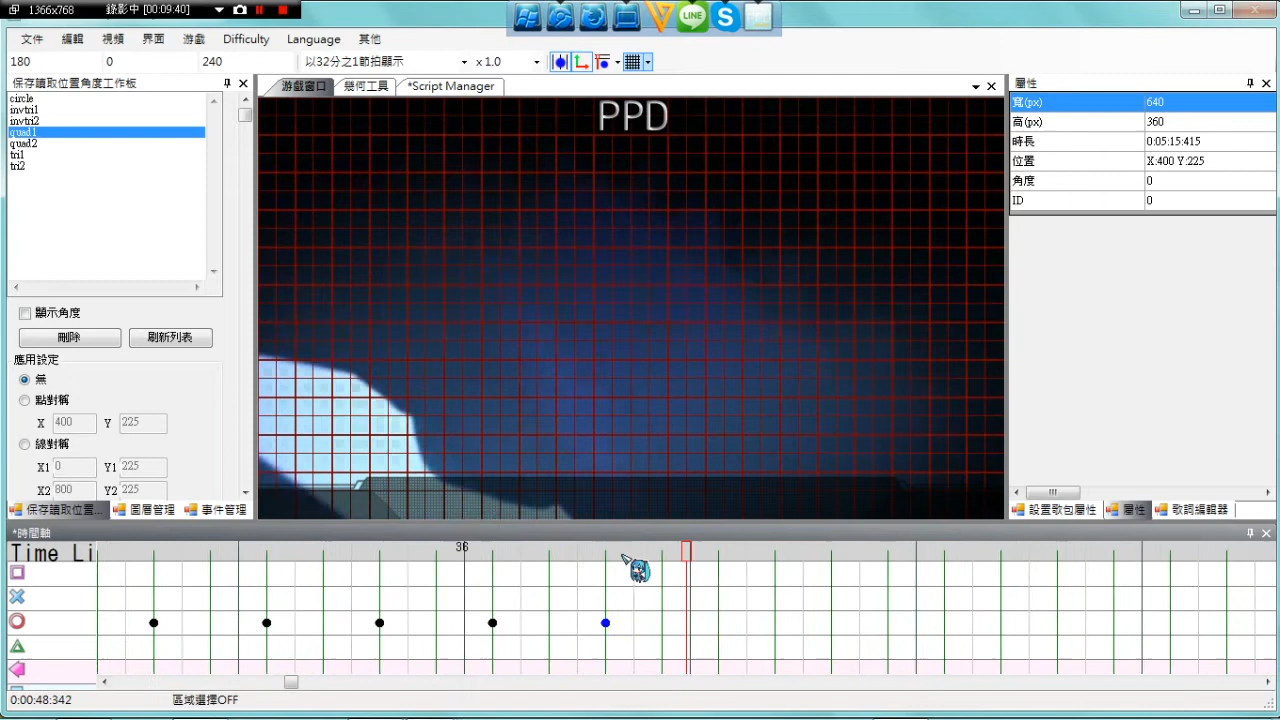 1366x768 錄影中 [00:09:40]
LINE
文件 編輯 視頻 界面 游戲 Difficulty Language 其他
180 0 240 以32分之1節拍顯示 x 1.0
保存讀取位置角度工作板
游戲窗口 幾何工具 *Script Manager
屬性
circle
invtri1
invtri2
quad1
quad2
tri1
tri2
PPD
寬(px) 640
高(px) 360
時長 0:05:15:415
位置 X:400 Y:225
角度 0
ID 0
顯示角度
刪除 刷新列表
應用設定
無
點對稱
X 400 Y 225
線對稱
X1 0 Y1 225
X2 800 Y2 225
保存讀取位置... 圖層管理 事件管理
設置歌包屬性 屬性 歌詞編輯器
*時間軸
Time Li 36
0:00:48:342 區域選擇OFF